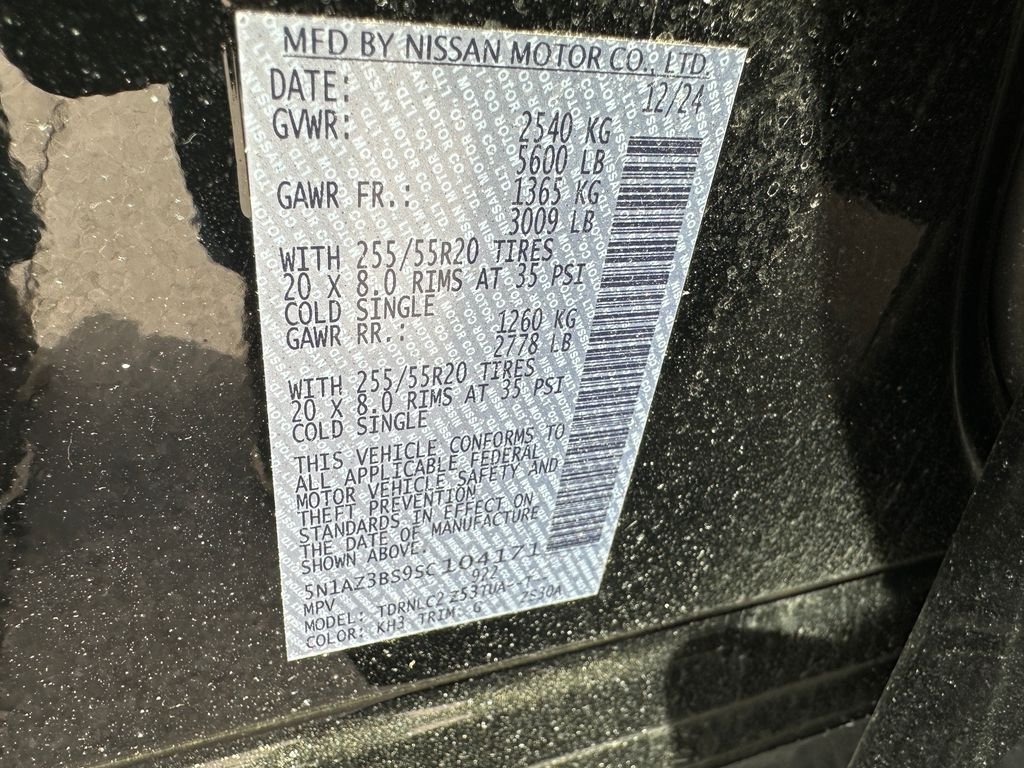 MFD BY NISSAN MOTOR CO., LTD.
DATE: 12/24
GVWR: 2540 KG
5600 LB
GAWR FR.: 1365 KG
3009 LB
WITH 255/55R20 TIRES
20 X 8.0 RIMS AT 35 PSI
COLD SINGLE
GAWR RR.: 1260 KG
2778 LB
WITH 255/55R20 TIRES
20 X 8.0 RIMS AT 35 PSI
COLD SINGLE
THIS VEHICLE CONFORMS TO
ALL APPLICABLE FEDERAL
MOTOR VEHICLE SAFETY AND
THEFT PREVENTION
STANDARDS IN EFFECT ON
THE DATE OF MANUFACTURE
SHOWN ABOVE.
5N1AZ3BS9SC104171
MPV
MODEL: TDRNLC2
COLOR: KH3 TRIM: G